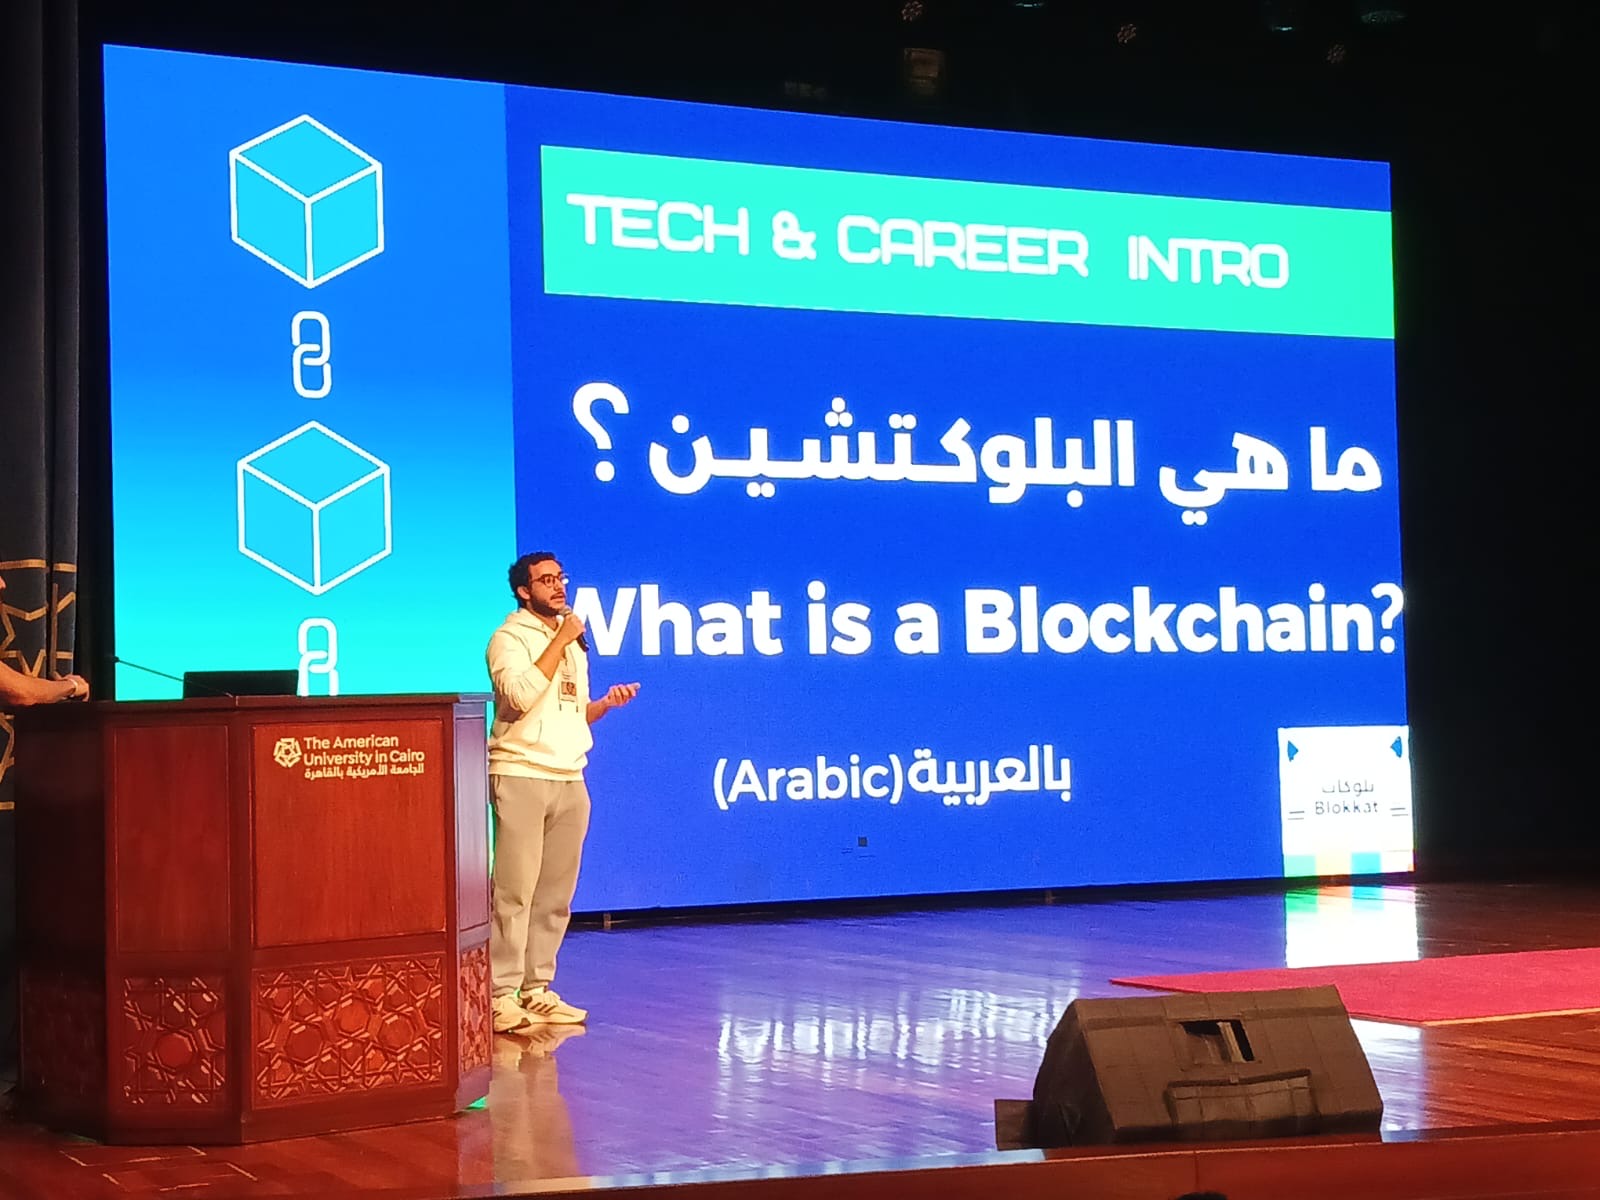 TECH & CAREER INTRO
ما هي البلوكتشين ؟
What is a Blockchain?
بالعربية (Arabic)
بلوكات
Blokkat
The American
University in Cairo
الجامعة الأمريكية بالقاهرة